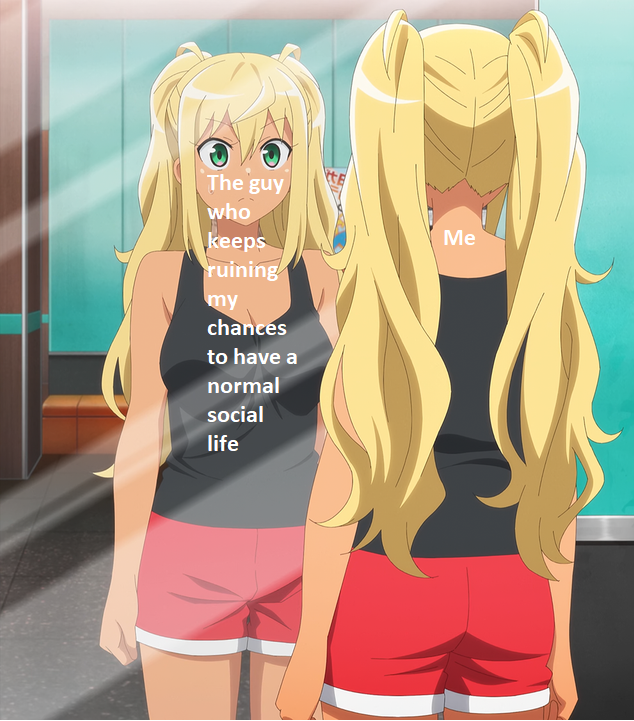 The guy
who
keeps
ruining
my
chances
to have a
normal
social
life
Me